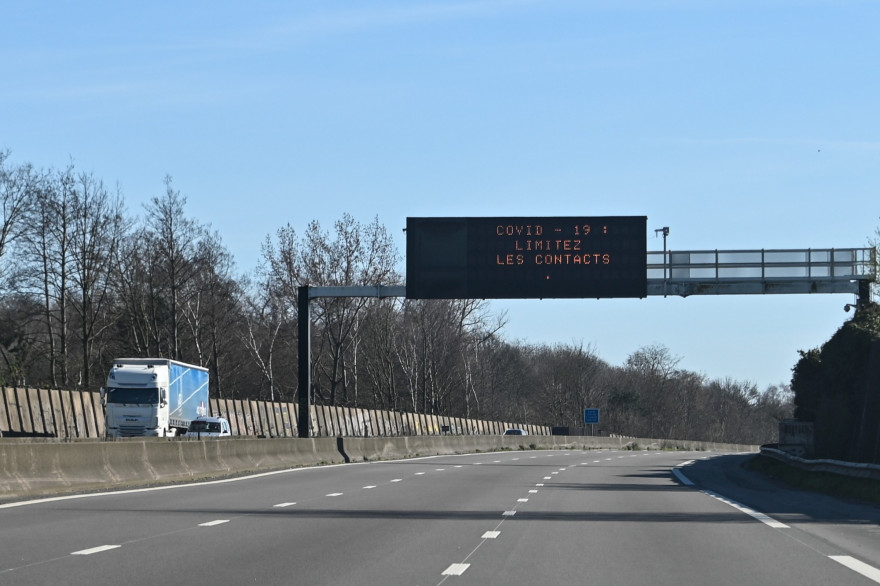 COVID - 19 :
LIMITEZ
LES CONTACTS